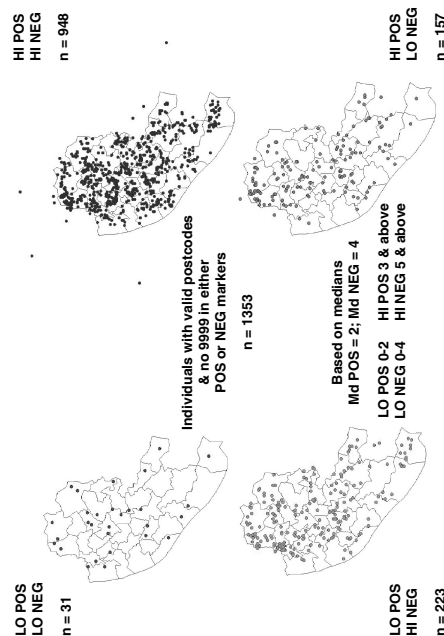 LO POS
LO NEG
n = 31
HI POS
HI NEG
n = 948
Individuals with valid postcodes
& no 9999 in either
POS or NEG markers
n = 1353
Based on medians
Md POS = 2; Md NEG = 4
LO POS 0-2 HI POS 3 & above
LO NEG 0-4 HI NEG 5 & above
LO POS
HI NEG
n = 223
HI POS
LO NEG
n = 157